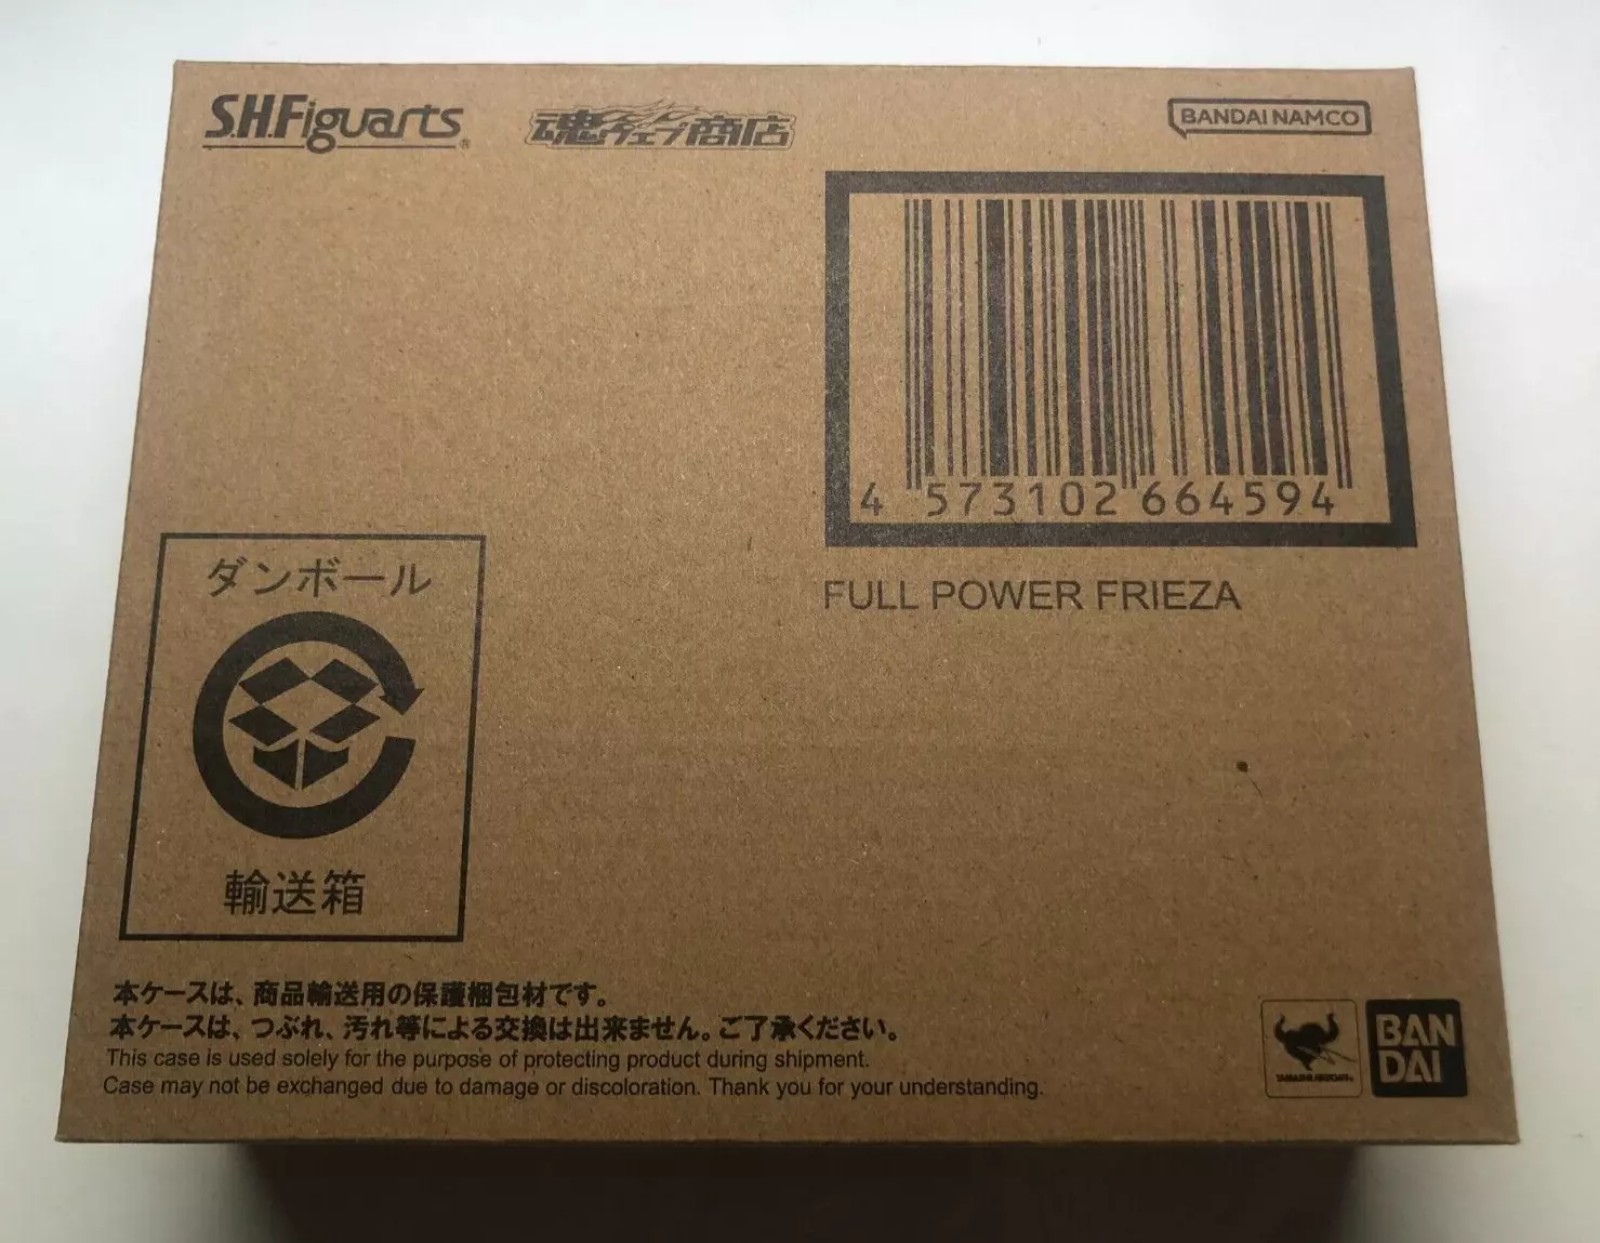 S.H.Figuarts®
魂ウェブ商店
BANDAI NAMCO
4 573102 664594
FULL POWER FRIEZA
ダンボール
輸送箱
本ケースは、商品輸送用の保護梱包材です。
本ケースは、つぶれ、汚れ等による交換は出来ません。ご了承ください。
This case is used solely for the purpose of protecting product during shipment.
Case may not be exchanged due to damage or discoloration. Thank you for your understanding.
BAN
DAI